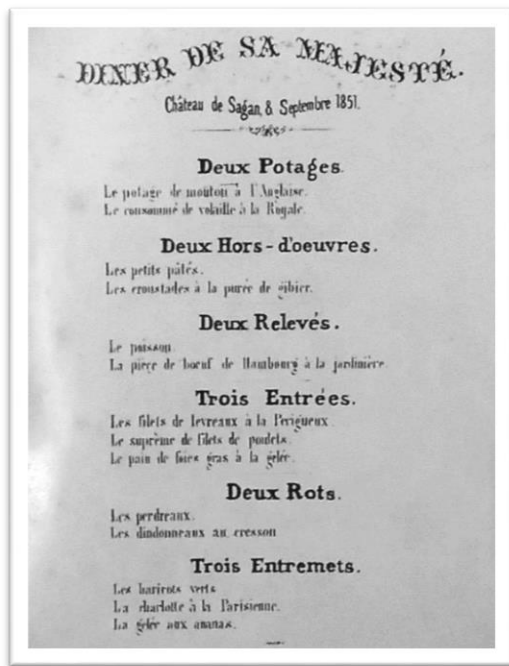 DINER DE SA MAJESTÉ.
Château de Sagan, 8 Septembre 1851.
Deux Potages.
Le potage de mouton à l'Anglaise.
Le consommé de volaille à la Royale.
Deux Hors-d'oeuvres.
Les petits pâtés.
Les croustades à la purée de gibier.
Deux Relevés.
Le poisson.
La pièce de boeuf de Hambourg à la jardinière.
Trois Entrées.
Les filets de levreaux à la Perigueux.
Le suprème de filets de poulets.
Le pain de foies gras à la gelée.
Deux Rots.
Les perdreaux.
Les dindonneaux au cresson
Trois Entremets.
Les haricots verts
La charlotte à la Parisienne.
La gelée aux ananas.